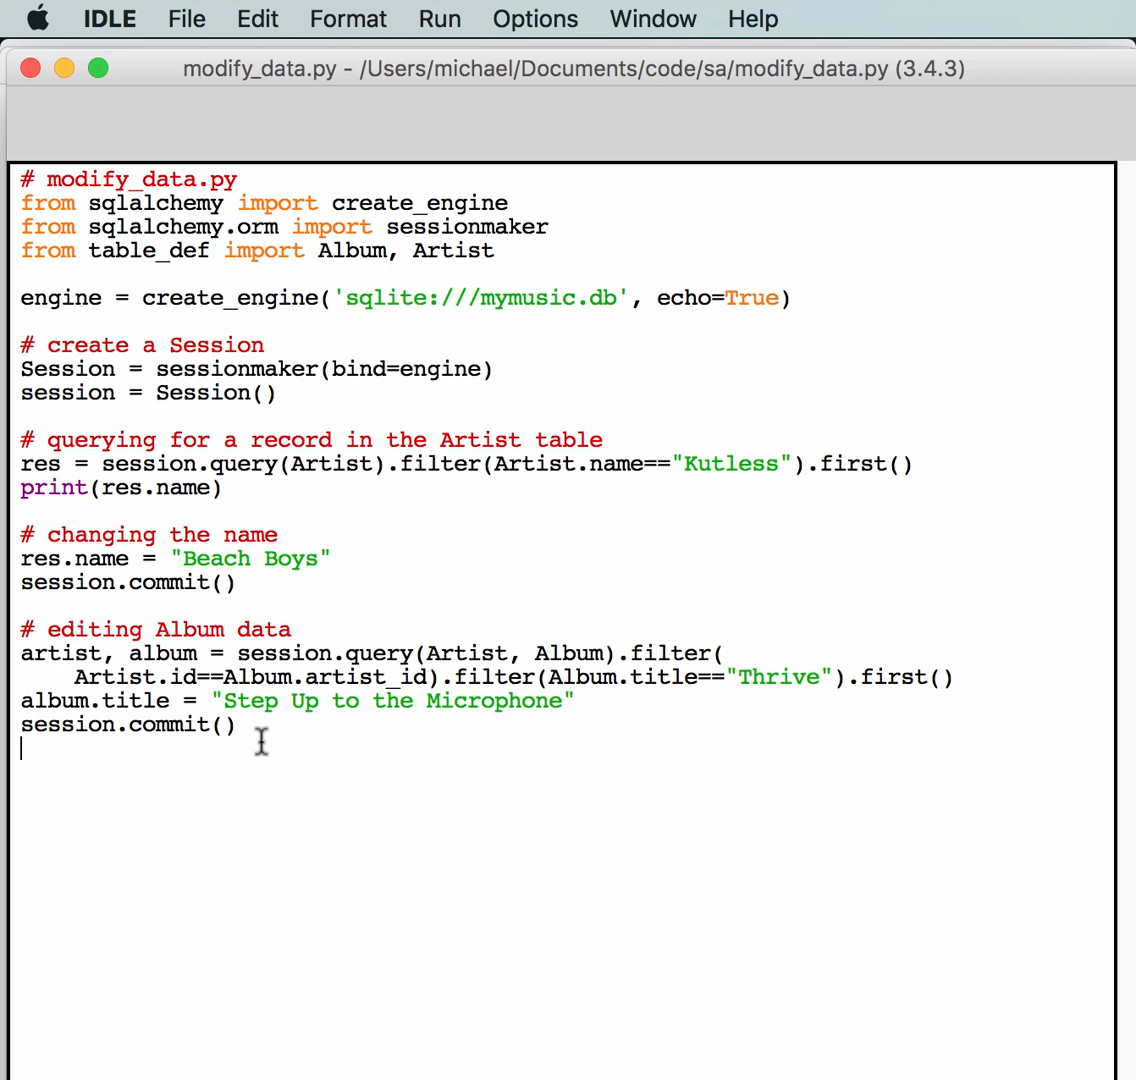 IDLE File Edit Format Run Options Window Help
modify_data.py - /Users/michael/Documents/code/sa/modify_data.py (3.4.3)
# modify_data.py
from sqlalchemy import create_engine
from sqlalchemy.orm import sessionmaker
from table_def import Album, Artist
engine = create_engine('sqlite:///mymusic.db', echo=True)
# create a Session
Session = sessionmaker(bind=engine)
session = Session()
# querying for a record in the Artist table
res = session.query(Artist).filter(Artist.name=="Kutless").first()
print(res.name)
# changing the name
res.name = "Beach Boys"
session.commit()
# editing Album data
artist, album = session.query(Artist, Album).filter(
    Artist.id==Album.artist_id).filter(Album.title=="Thrive").first()
album.title = "Step Up to the Microphone"
session.commit()